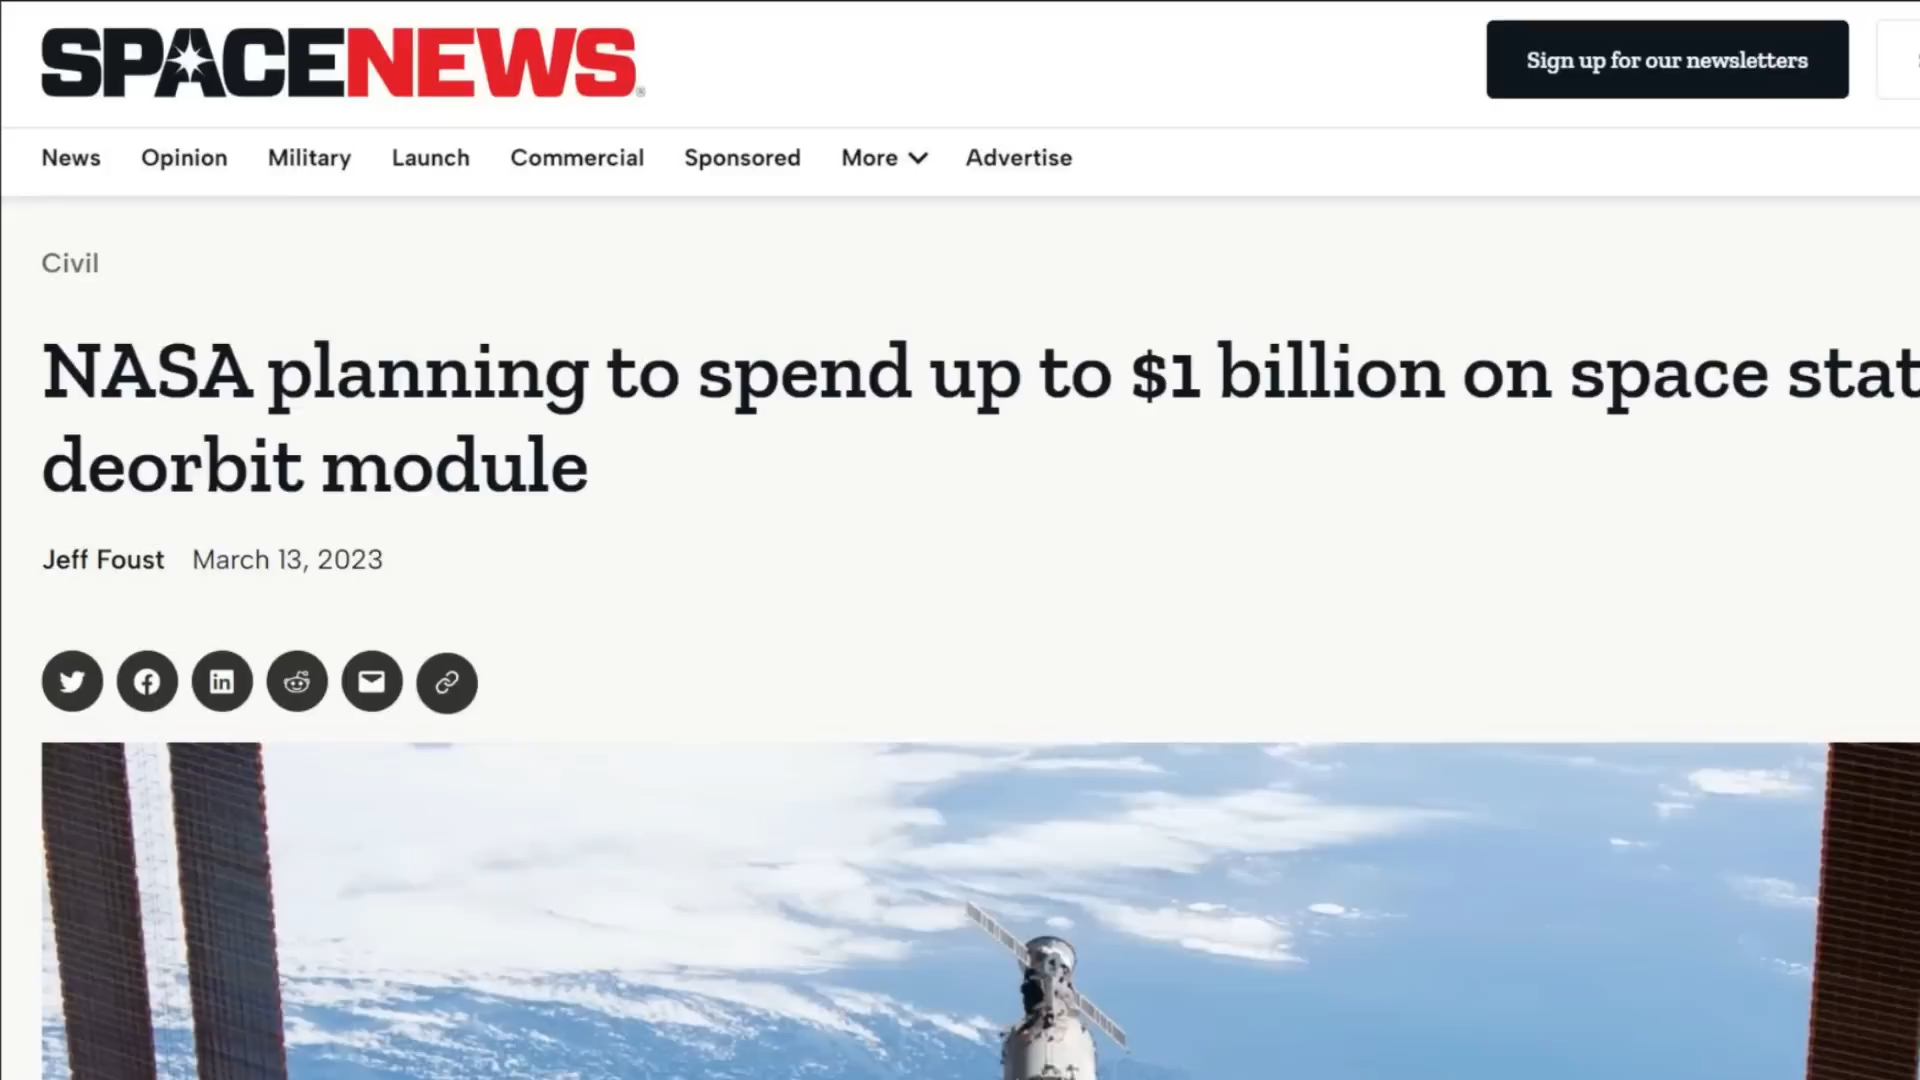 SPACENEWS®
Sign up for our newsletters
News Opinion Military Launch Commercial Sponsored More Advertise
Civil
NASA planning to spend up to $1 billion on space stat
deorbit module
Jeff Foust March 13, 2023
in